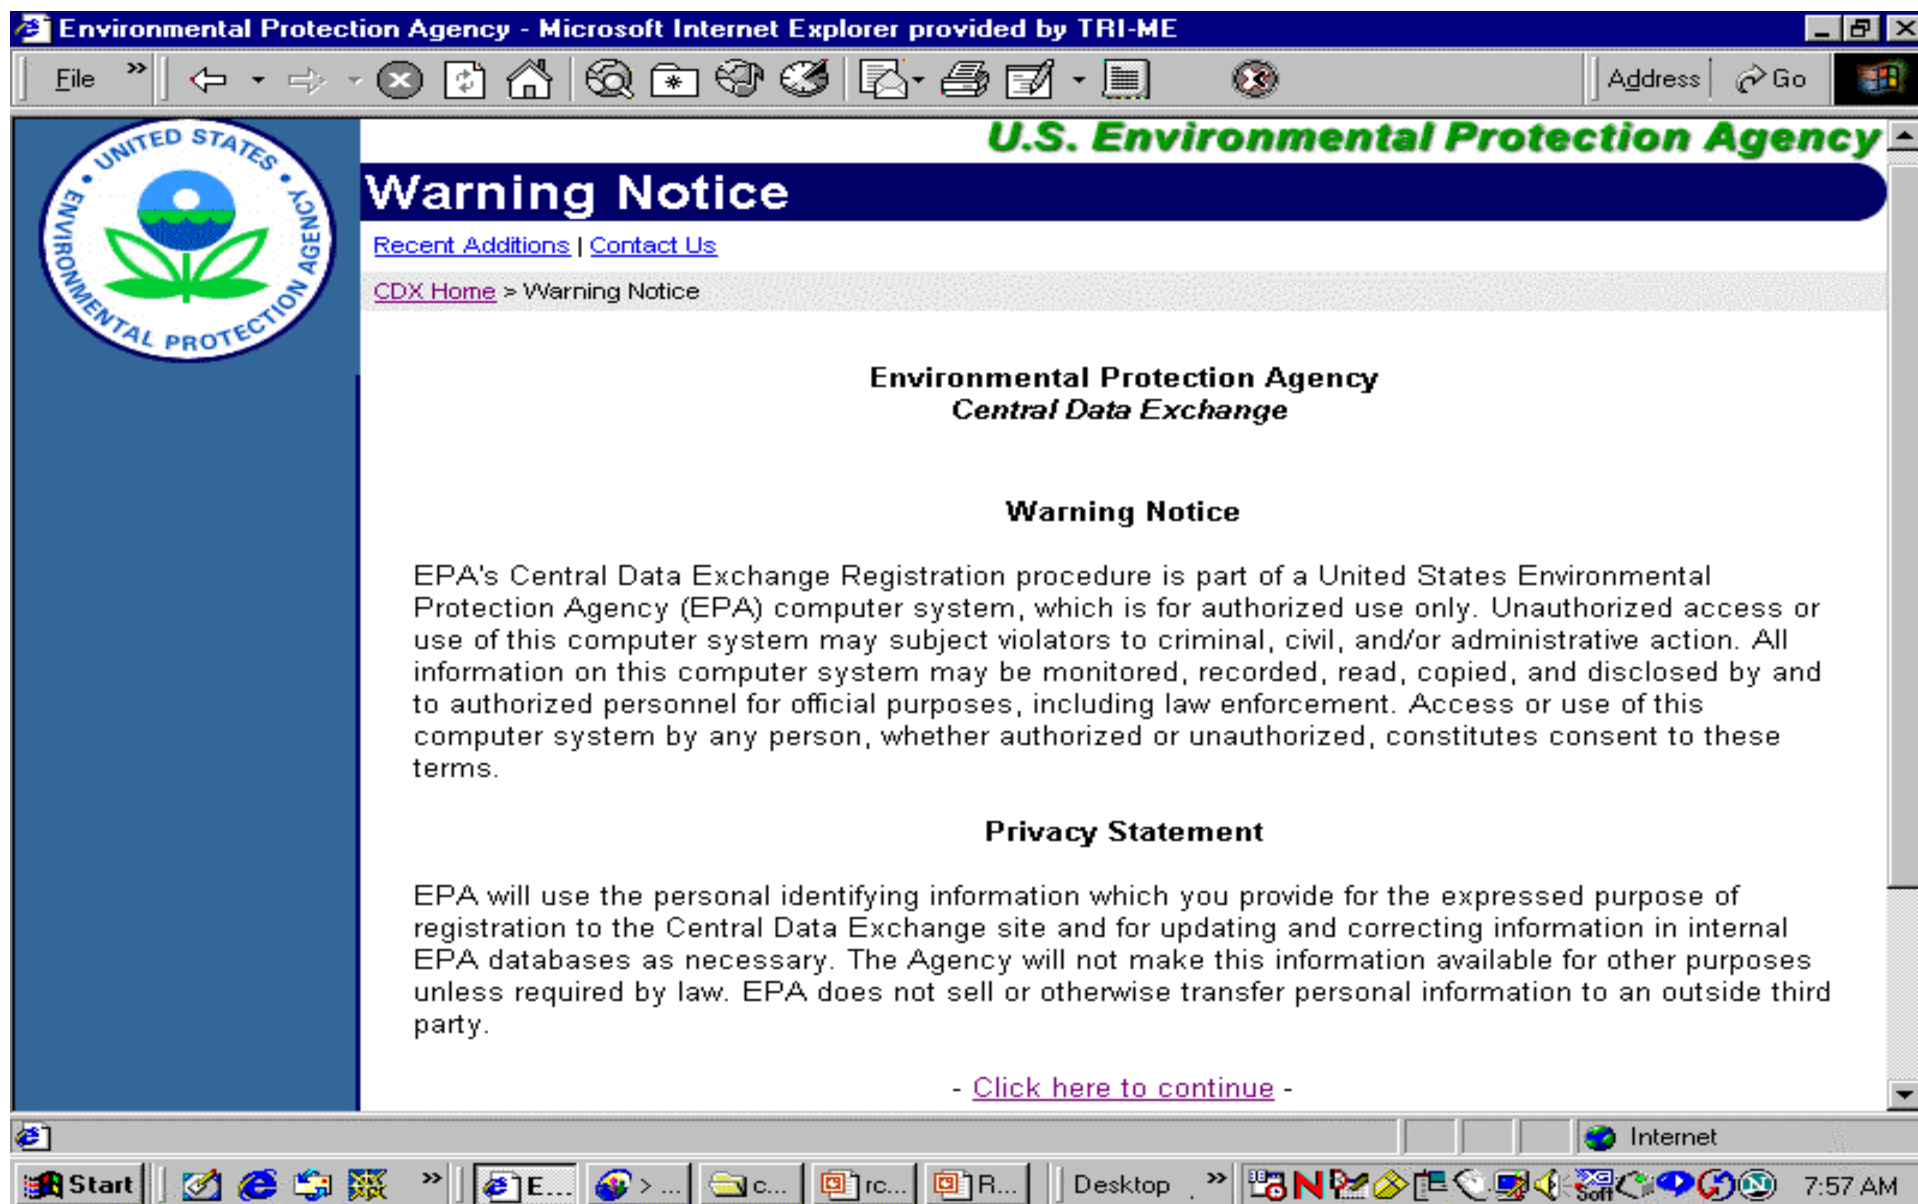 Environmental Protection Agency - Microsoft Internet Explorer provided by TRI-ME
File » Address Go
UNITED STATES • ENVIRONMENTAL PROTECTION AGENCY •
U.S. Environmental Protection Agency
Warning Notice
Recent Additions | Contact Us
CDX Home > Warning Notice
Environmental Protection Agency
Central Data Exchange
Warning Notice
EPA's Central Data Exchange Registration procedure is part of a United States Environmental
Protection Agency (EPA) computer system, which is for authorized use only. Unauthorized access or
use of this computer system may subject violators to criminal, civil, and/or administrative action. All
information on this computer system may be monitored, recorded, read, copied, and disclosed by and
to authorized personnel for official purposes, including law enforcement. Access or use of this
computer system by any person, whether authorized or unauthorized, constitutes consent to these
terms.
Privacy Statement
EPA will use the personal identifying information which you provide for the expressed purpose of
registration to the Central Data Exchange site and for updating and correcting information in internal
EPA databases as necessary. The Agency will not make this information available for other purposes
unless required by law. EPA does not sell or otherwise transfer personal information to an outside third
party.
- Click here to continue -
Internet
Start » E... > ... c... rc... R... Desktop » Soft 7:57 AM